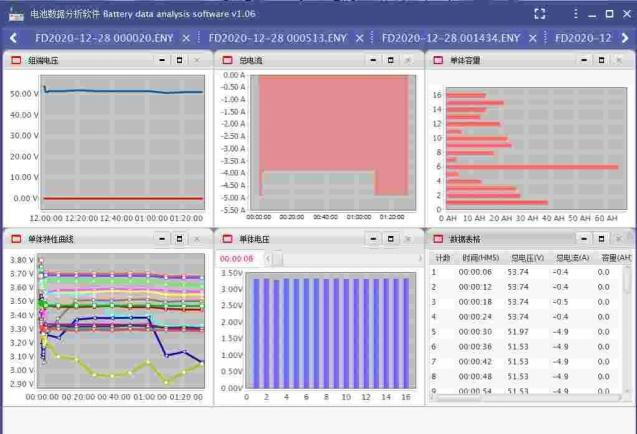 电池数据分析软件 Battery data analysis software v1.06
FD2020-12-28 000020.ENY × FD2020-12-28 000513.ENY × FD2020-12-28.001434.ENY × FD2020-12
组端电压
50.00 V
40.00 V
30.00 V
20.00 V
10.00 V
0.00 V
12:00:00 12:20:00 12:40:00 01:00:00 01:20:00
总电流
0.00 A
-0.50 A
-1.00 A
-1.50 A
-2.00 A
-2.50 A
-3.00 A
-3.50 A
-4.00 A
-4.50 A
-5.00 A
-5.50 A
00:00:00 00:20:00 00:40:00 01:00:00 01:20:00
单体容量
16
14
12
10
8
6
4
2
0
0 AH 10 AH 20 AH 30 AH 40 AH 50 AH 60 AH
单体特性曲线
3.80 V
3.70 V
3.60 V
3.50 V
3.40 V
3.30 V
3.20 V
3.10 V
3.00 V
2.90 V
00:00:00 00:20:00 00:40:00 01:00:00 01:20:00
单体电压
00:00:06
3.50 V
3.00V
2.50V
2.00V
1.50V
1.00V
0.50V
0.00V
0 2 4 6 8 10 12 14 16
数据表格
计数 时间(HMS) 总电压(V) 总电流(A) 容量(AH
1 00:00:06 53.74 -0.4 0.0
2 00:00:12 53.74 -0.4 0.0
3 00:00:18 53.74 -0.5 0.0
4 00:00:24 53.74 -0.4 0.0
5 00:00:30 51.97 -4.9 0.0
6 00:00:36 51.53 -4.9 0.0
7 00:00:42 51.53 -4.9 0.0
8 00:00:48 51.53 -4.9 0.0
9 00:00:54 51.53 -4.9 0.0